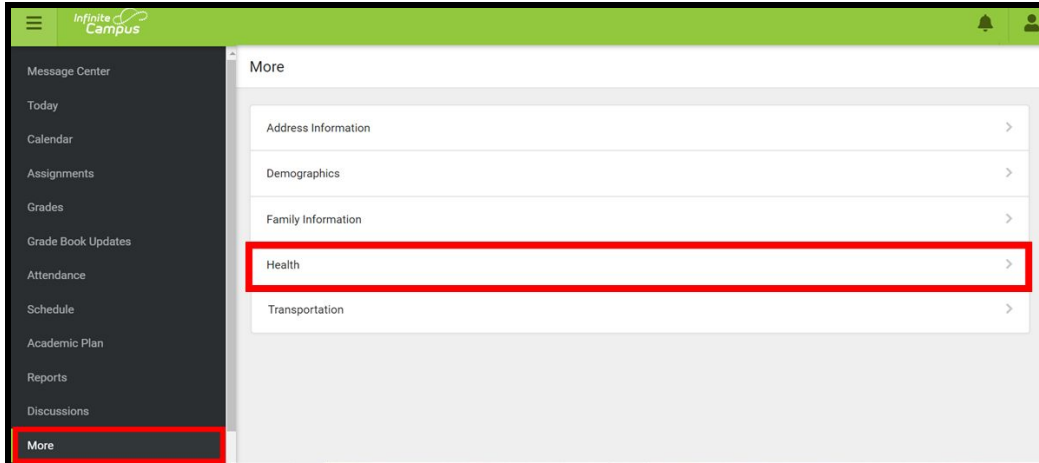 Infinite
Campus
Message Center
Today
Calendar
Assignments
Grades
Grade Book Updates
Attendance
Schedule
Academic Plan
Reports
Discussions
More
More
Address Information
Demographics
Family Information
Health
Transportation